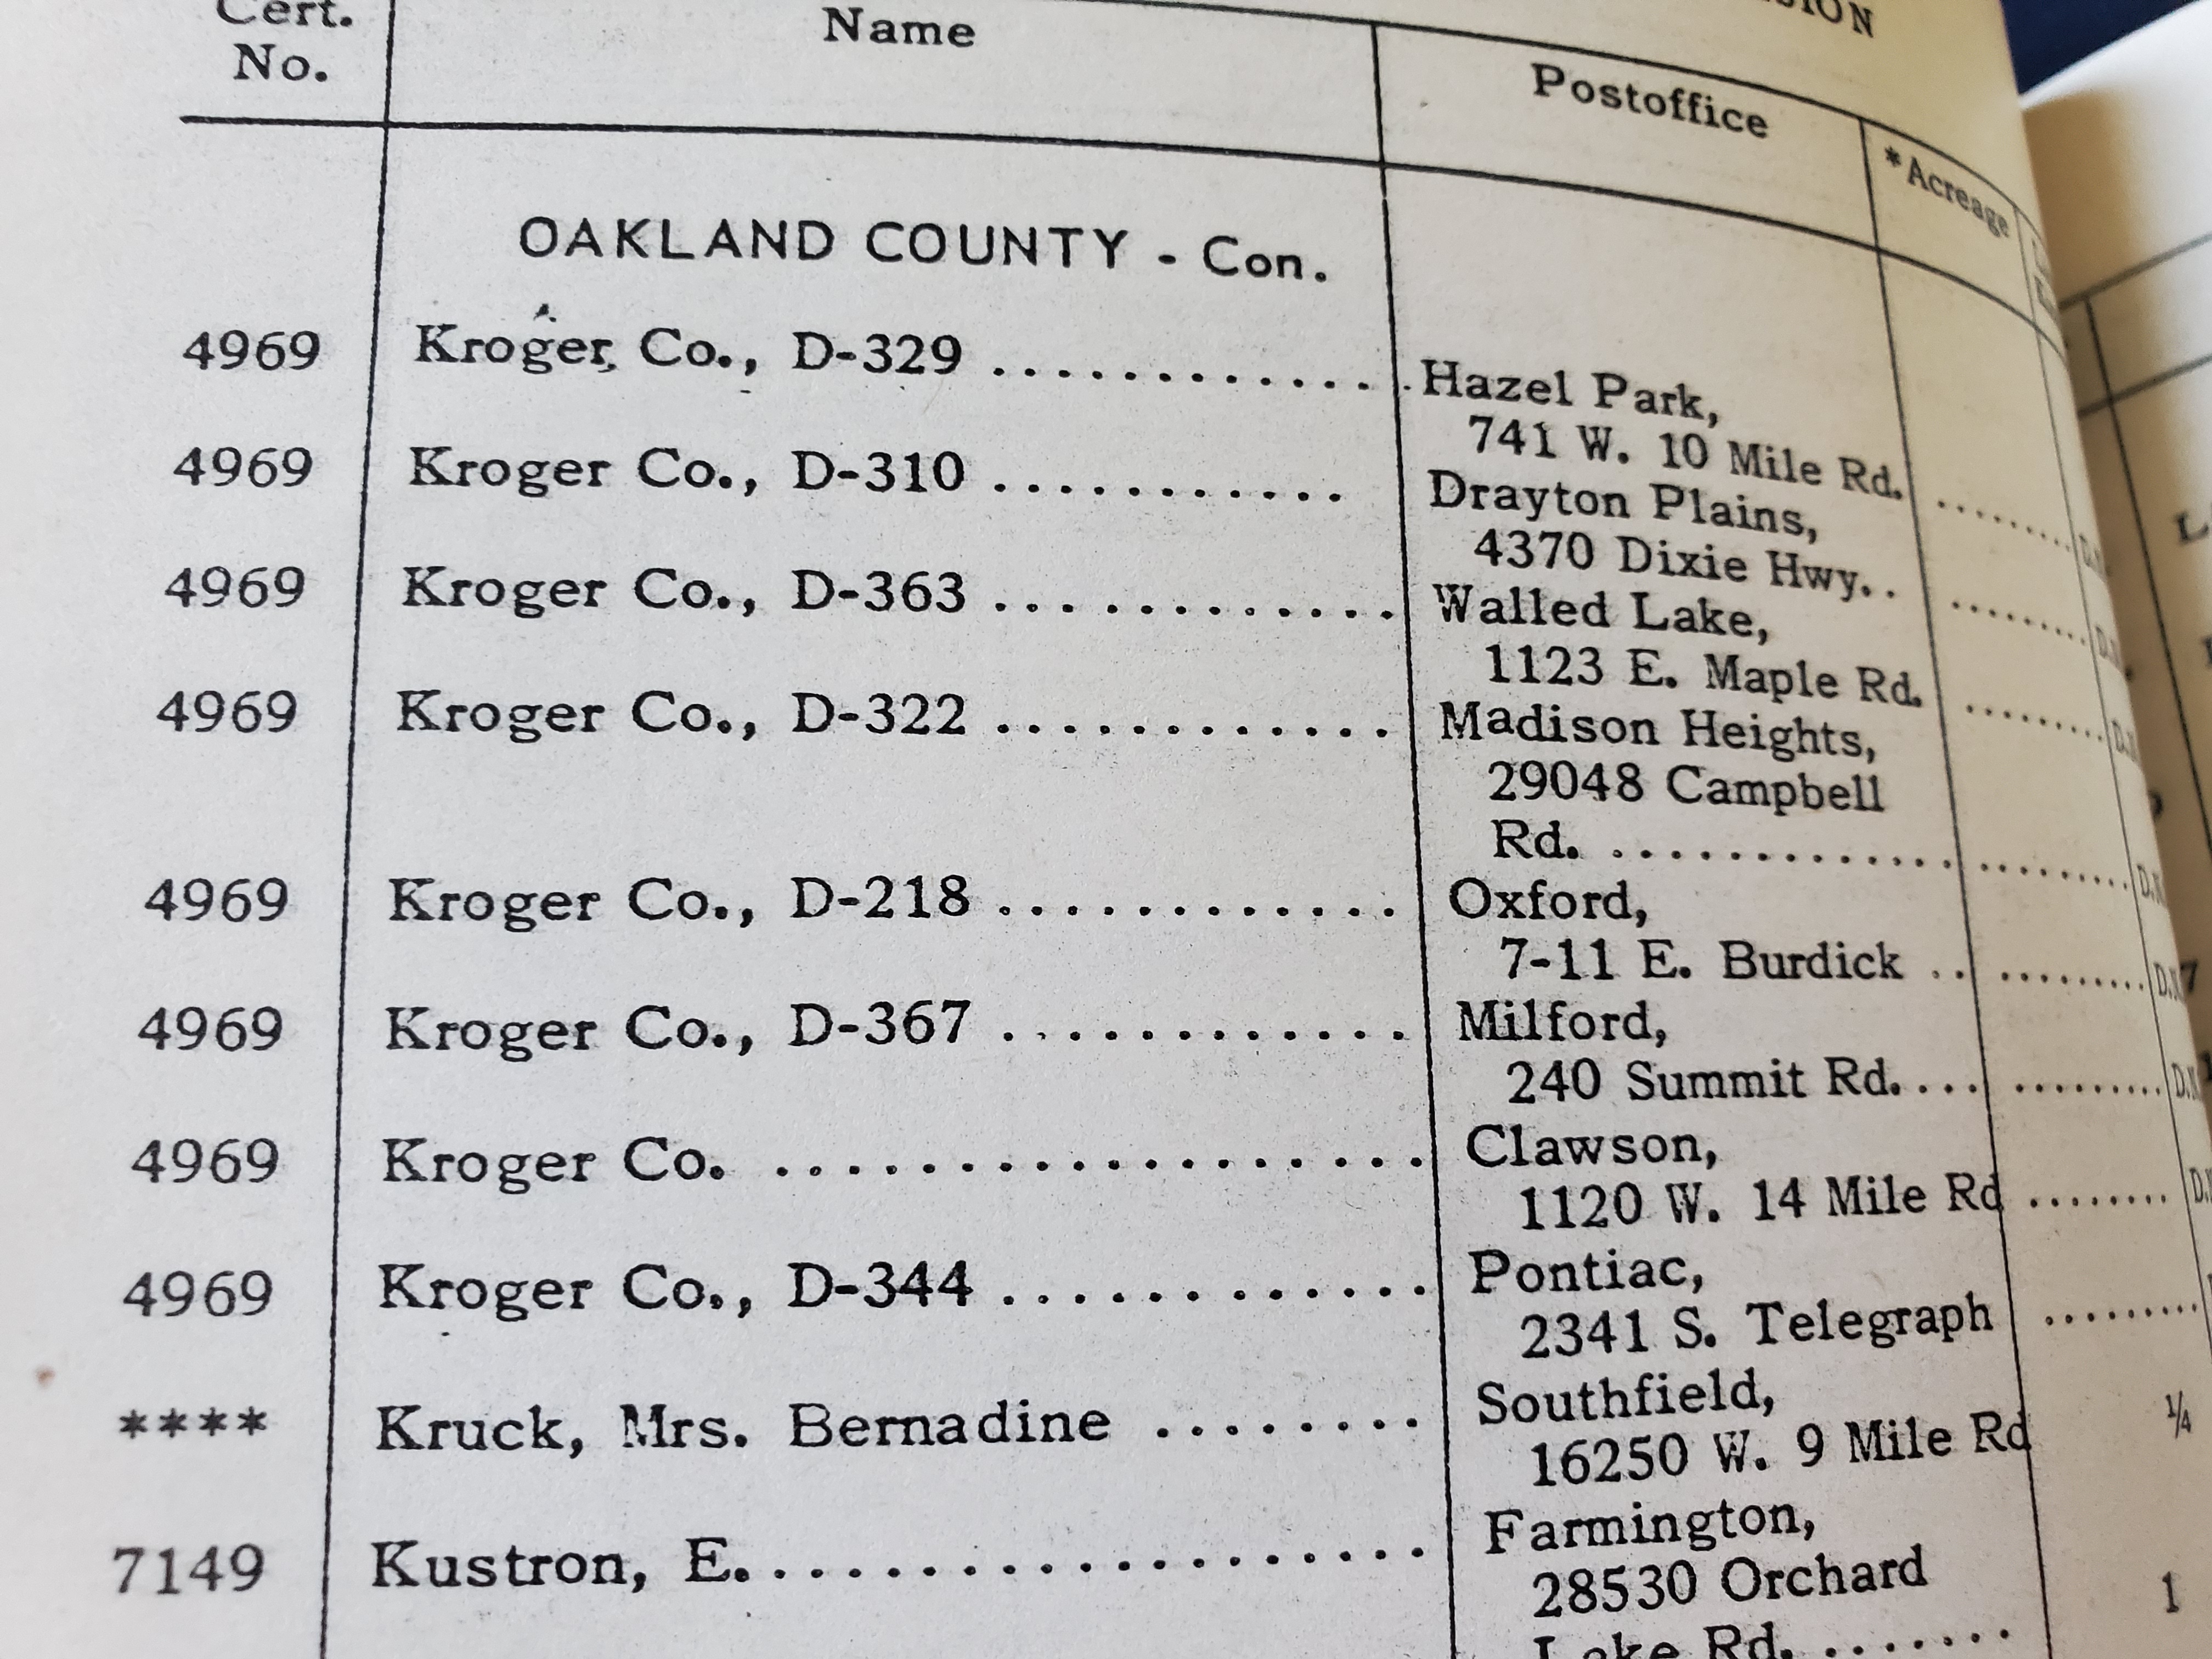 Cert.
No.
Name
Postoffice
*Acreage
OAKLAND COUNTY - Con.
4969 Kroger Co., D-329 ............. Hazel Park,
741 W. 10 Mile Rd. ........
4969 Kroger Co., D-310 ........... Drayton Plains,
4370 Dixie Hwy. . ........
4969 Kroger Co., D-363 ............ Walled Lake,
1123 E. Maple Rd. ........
4969 Kroger Co., D-322 ............ Madison Heights,
29048 Campbell
Rd. ......................
4969 Kroger Co., D-218 ............ Oxford,
7-11 E. Burdick .. .........
4969 Kroger Co., D-367 ............ Milford,
240 Summit Rd. ... .........
4969 Kroger Co. .................. Clawson,
1120 W. 14 Mile Rd ........
4969 Kroger Co., D-344 ............ Pontiac,
2341 S. Telegraph .........
**** Kruck, Mrs. Bernadine ........ Southfield,
16250 W. 9 Mile Rd ¼
7149 Kustron, E. .................. Farmington,
28530 Orchard
Lake Rd. ....... 1